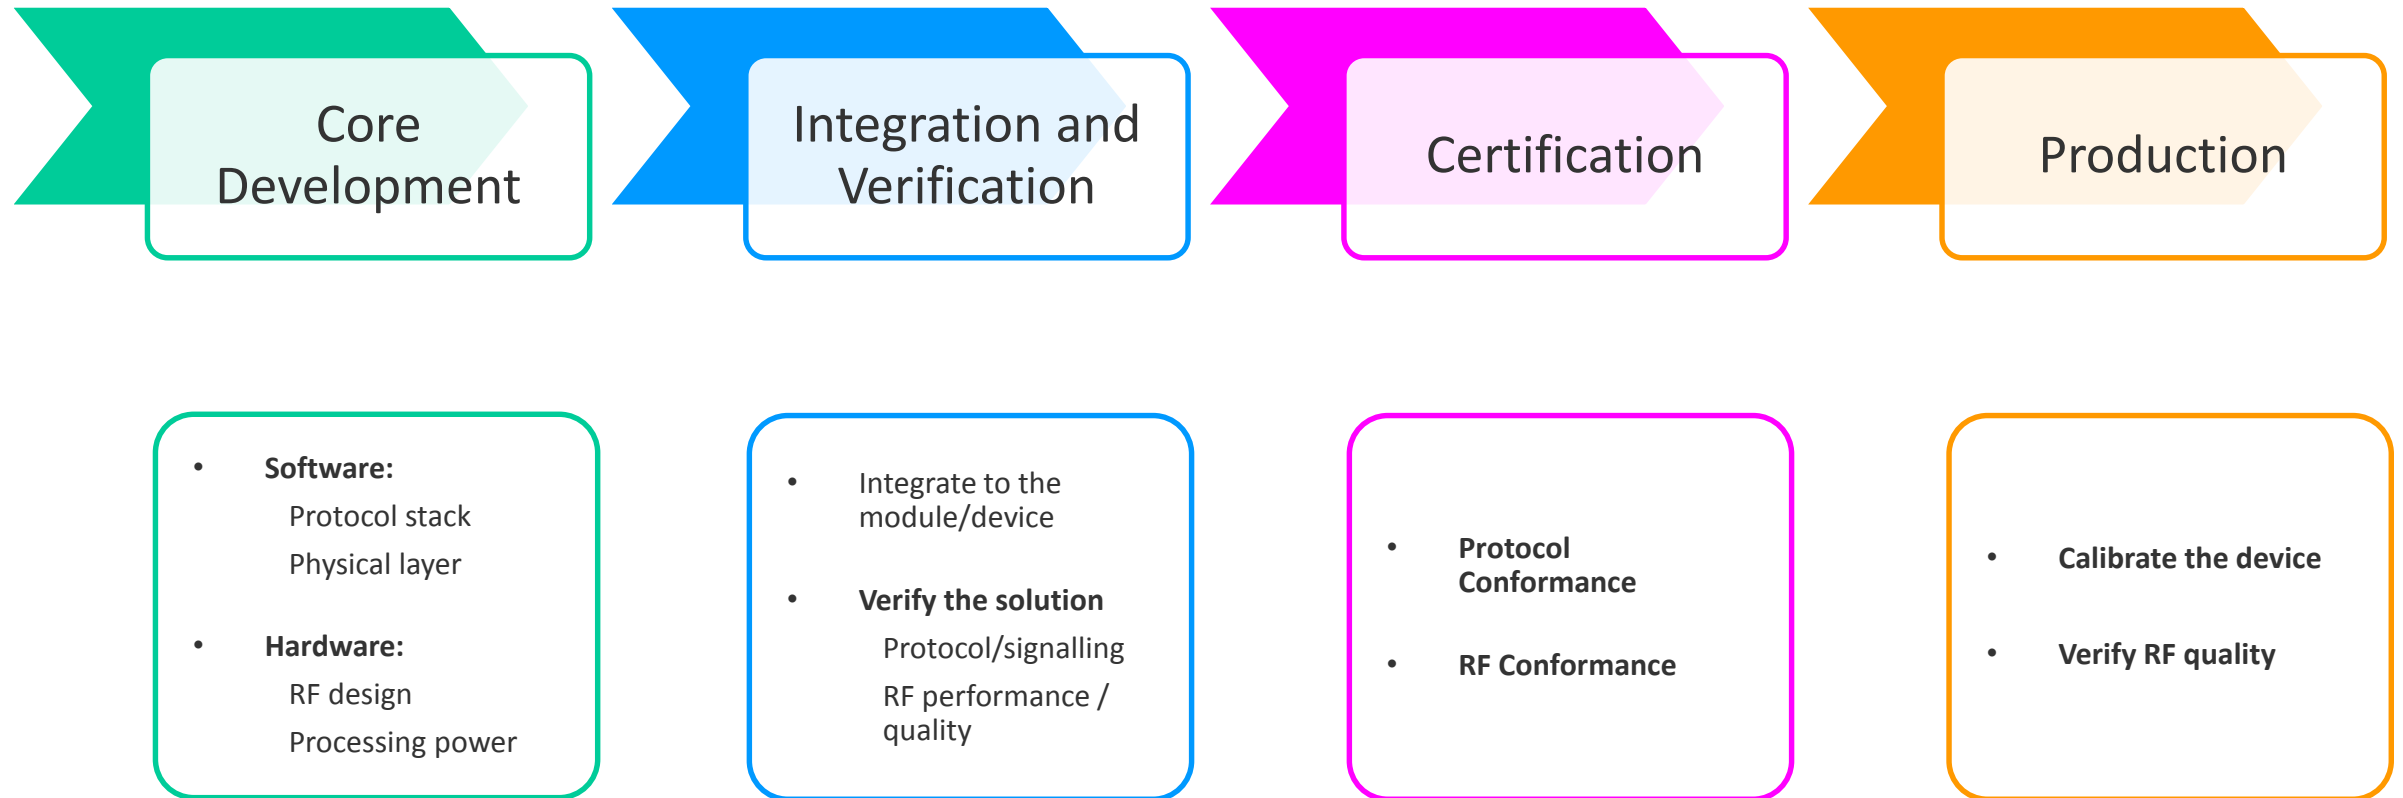 Core
Development
Integration and
Verification
Certification
Production
• Software:
Protocol stack
Physical layer
• Hardware:
RF design
Processing power
• Integrate to the
module/device
• Verify the solution
Protocol/signalling
RF performance /
quality
• Protocol
Conformance
• RF Conformance
• Calibrate the device
• Verify RF quality